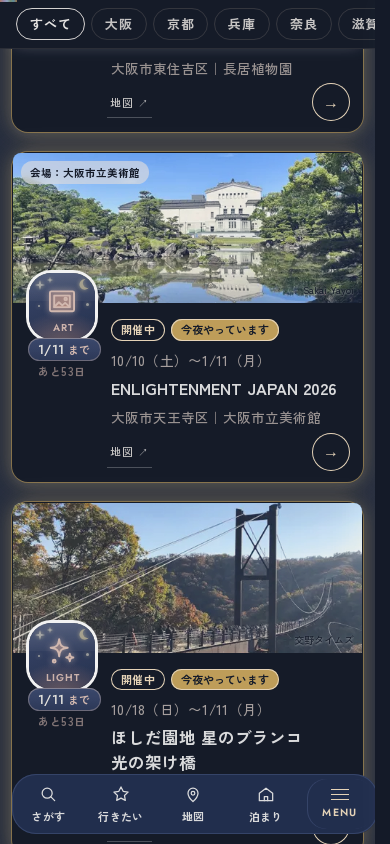 すべて
大阪
京都
兵庫
奈良
滋賀
大阪市東住吉区｜長居植物園
地図 ↗
→
会場：大阪市立美術館
Sakai Yayoi
ART
1/11 まで
あと53日
開催中
今夜やっています
10/10（土）〜1/11（月）
ENLIGHTENMENT JAPAN 2026
大阪市天王寺区｜大阪市立美術館
地図 ↗
→
交野タイムズ
LIGHT
1/11 まで
あと53日
開催中
今夜やっています
10/18（日）〜1/11（月）
ほしだ園地 星のブランコ
光の架け橋
さがす
行きたい
地図
泊まり
MENU